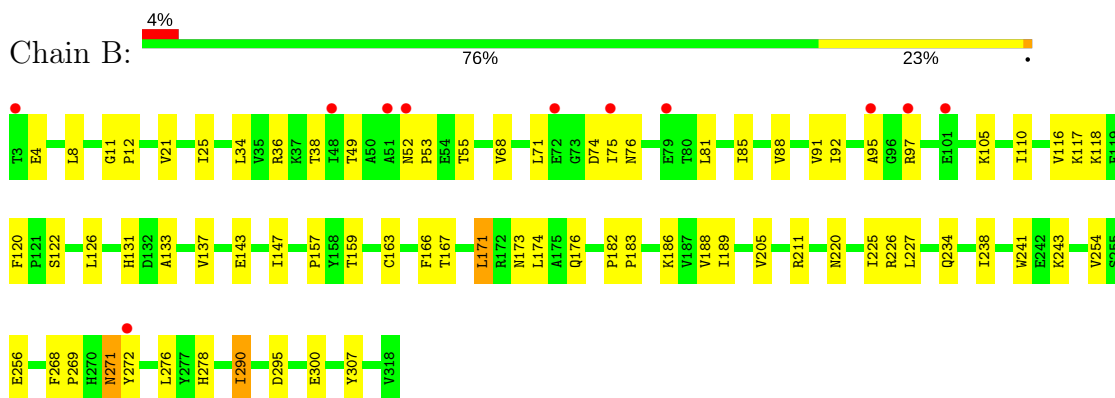 4%
Chain B:
76% 23% •
T3 E4 L8 G11 P12 V21 I25 L34 V35 R36 K37 T38 I48 T49 A50 A51 N52 P53 E54 T55 V68 L71 E72 G73 D74 I75 N76 E79 T80 L81 I85 V88 V91 I92 A95 G96 R97 E101 K105 I110 V116 K117 K118 E119
F120 P121 S122 L126 H131 D132 A133 V137 E143 I147 P157 Y158 T159 C163 F166 T167 L171 R172 N173 L174 A175 Q176 P182 P183 K186 V187 V188 I189 V205 R211 N220 I225 R226 L227 Q234 I238 W241 E242 K243 V254 S255
E256 F268 P269 H270 N271 Y272 L276 Y277 H278 I290 D295 E300 Y307 V318